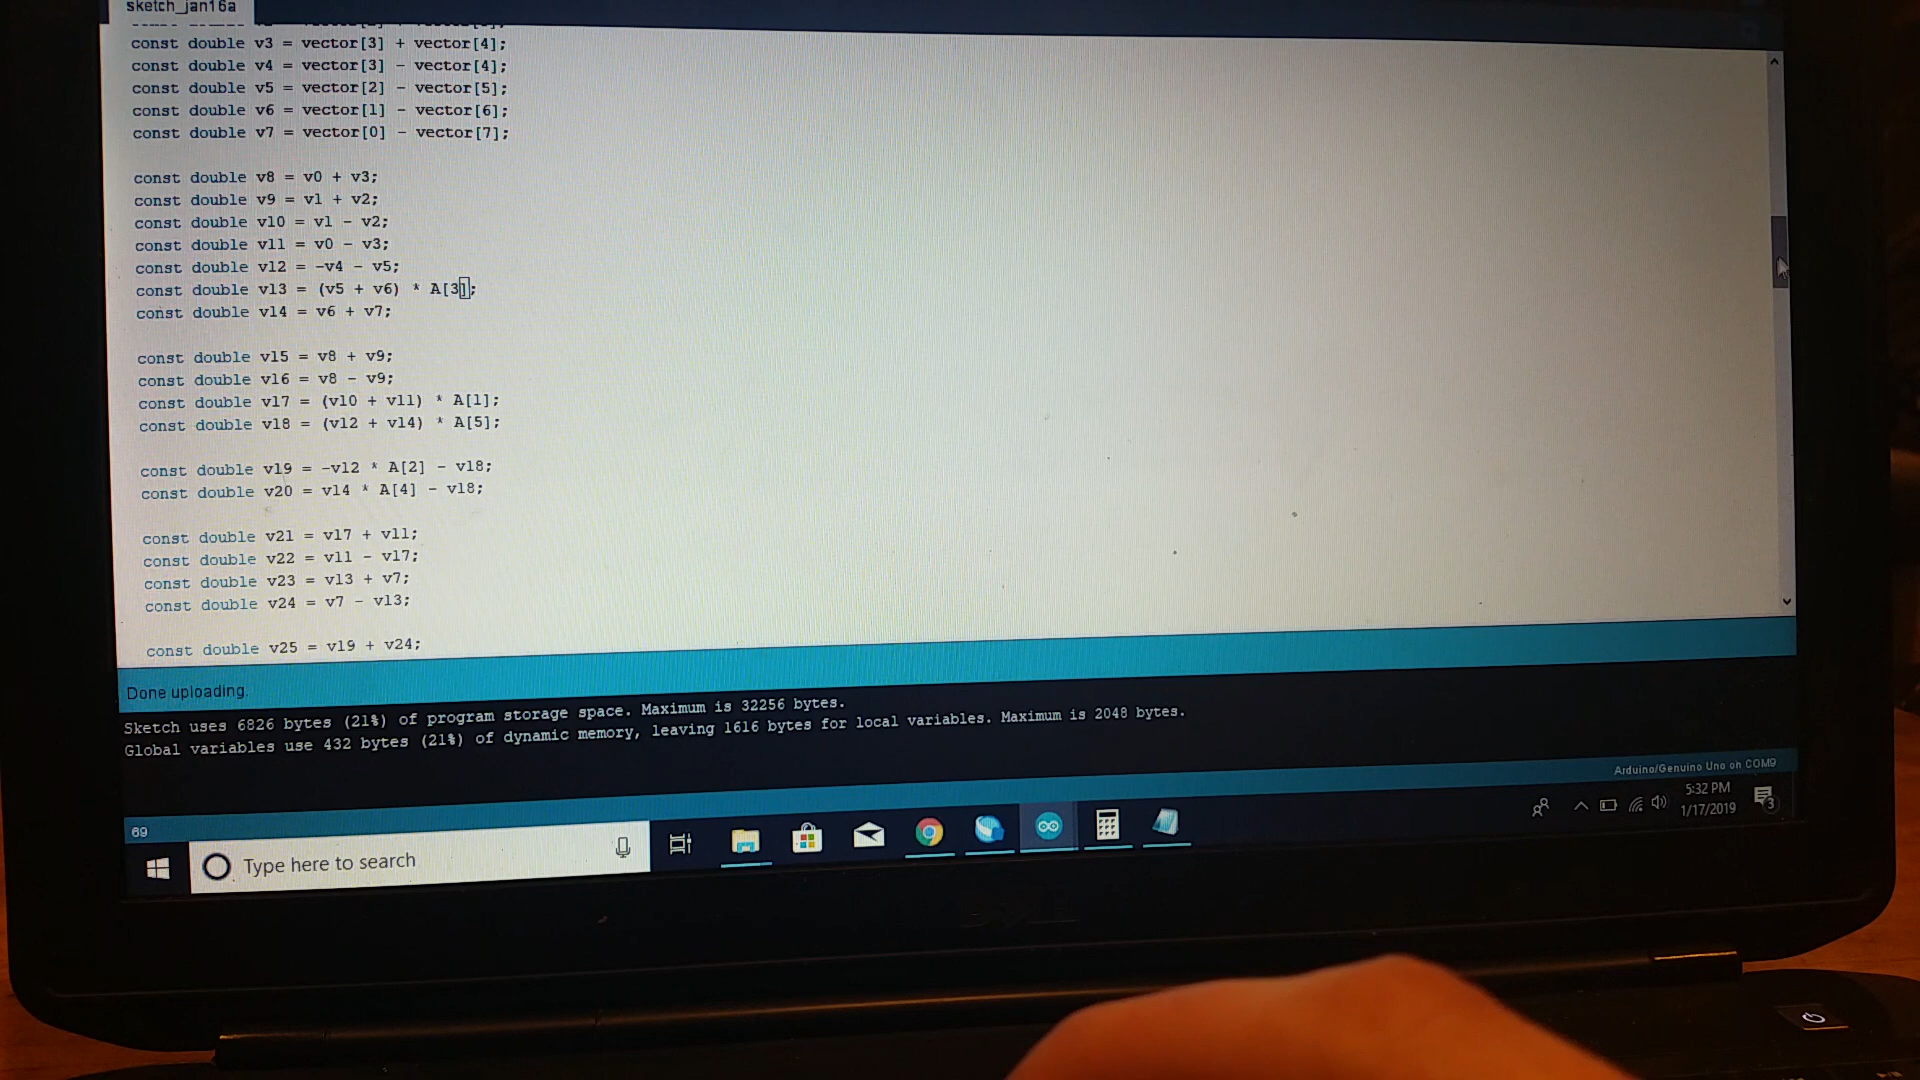 sketch_jan16a
const double v3 = vector[3] + vector[4];
const double v4 = vector[3] - vector[4];
const double v5 = vector[2] - vector[5];
const double v6 = vector[1] - vector[6];
const double v7 = vector[0] - vector[7];
const double v8 = v0 + v3;
const double v9 = v1 + v2;
const double v10 = v1 - v2;
const double v11 = v0 - v3;
const double v12 = -v4 - v5;
const double v13 = (v5 + v6) * A[3];
const double v14 = v6 + v7;
const double v15 = v8 + v9;
const double v16 = v8 - v9;
const double v17 = (v10 + v11) * A[1];
const double v18 = (v12 + v14) * A[5];
const double v19 = -v12 * A[2] - v18;
const double v20 = v14 * A[4] - v18;
const double v21 = v17 + v11;
const double v22 = v11 - v17;
const double v23 = v13 + v7;
const double v24 = v7 - v13;
const double v25 = v19 + v24;
Done uploading.
Sketch uses 6826 bytes (21%) of program storage space. Maximum is 32256 bytes.
Global variables use 432 bytes (21%) of dynamic memory, leaving 1616 bytes for local variables. Maximum is 2048 bytes.
69
Arduino/Genuino Uno on COM9
Type here to search
5:32 PM
1/17/2019
3